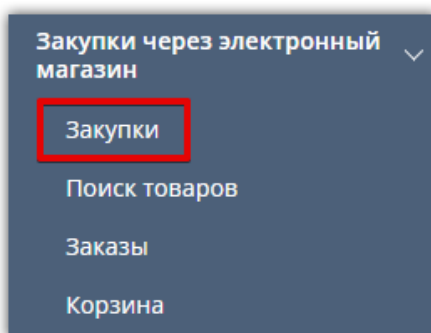 Закупки через электронный
магазин
Закупки
Поиск товаров
Заказы
Корзина